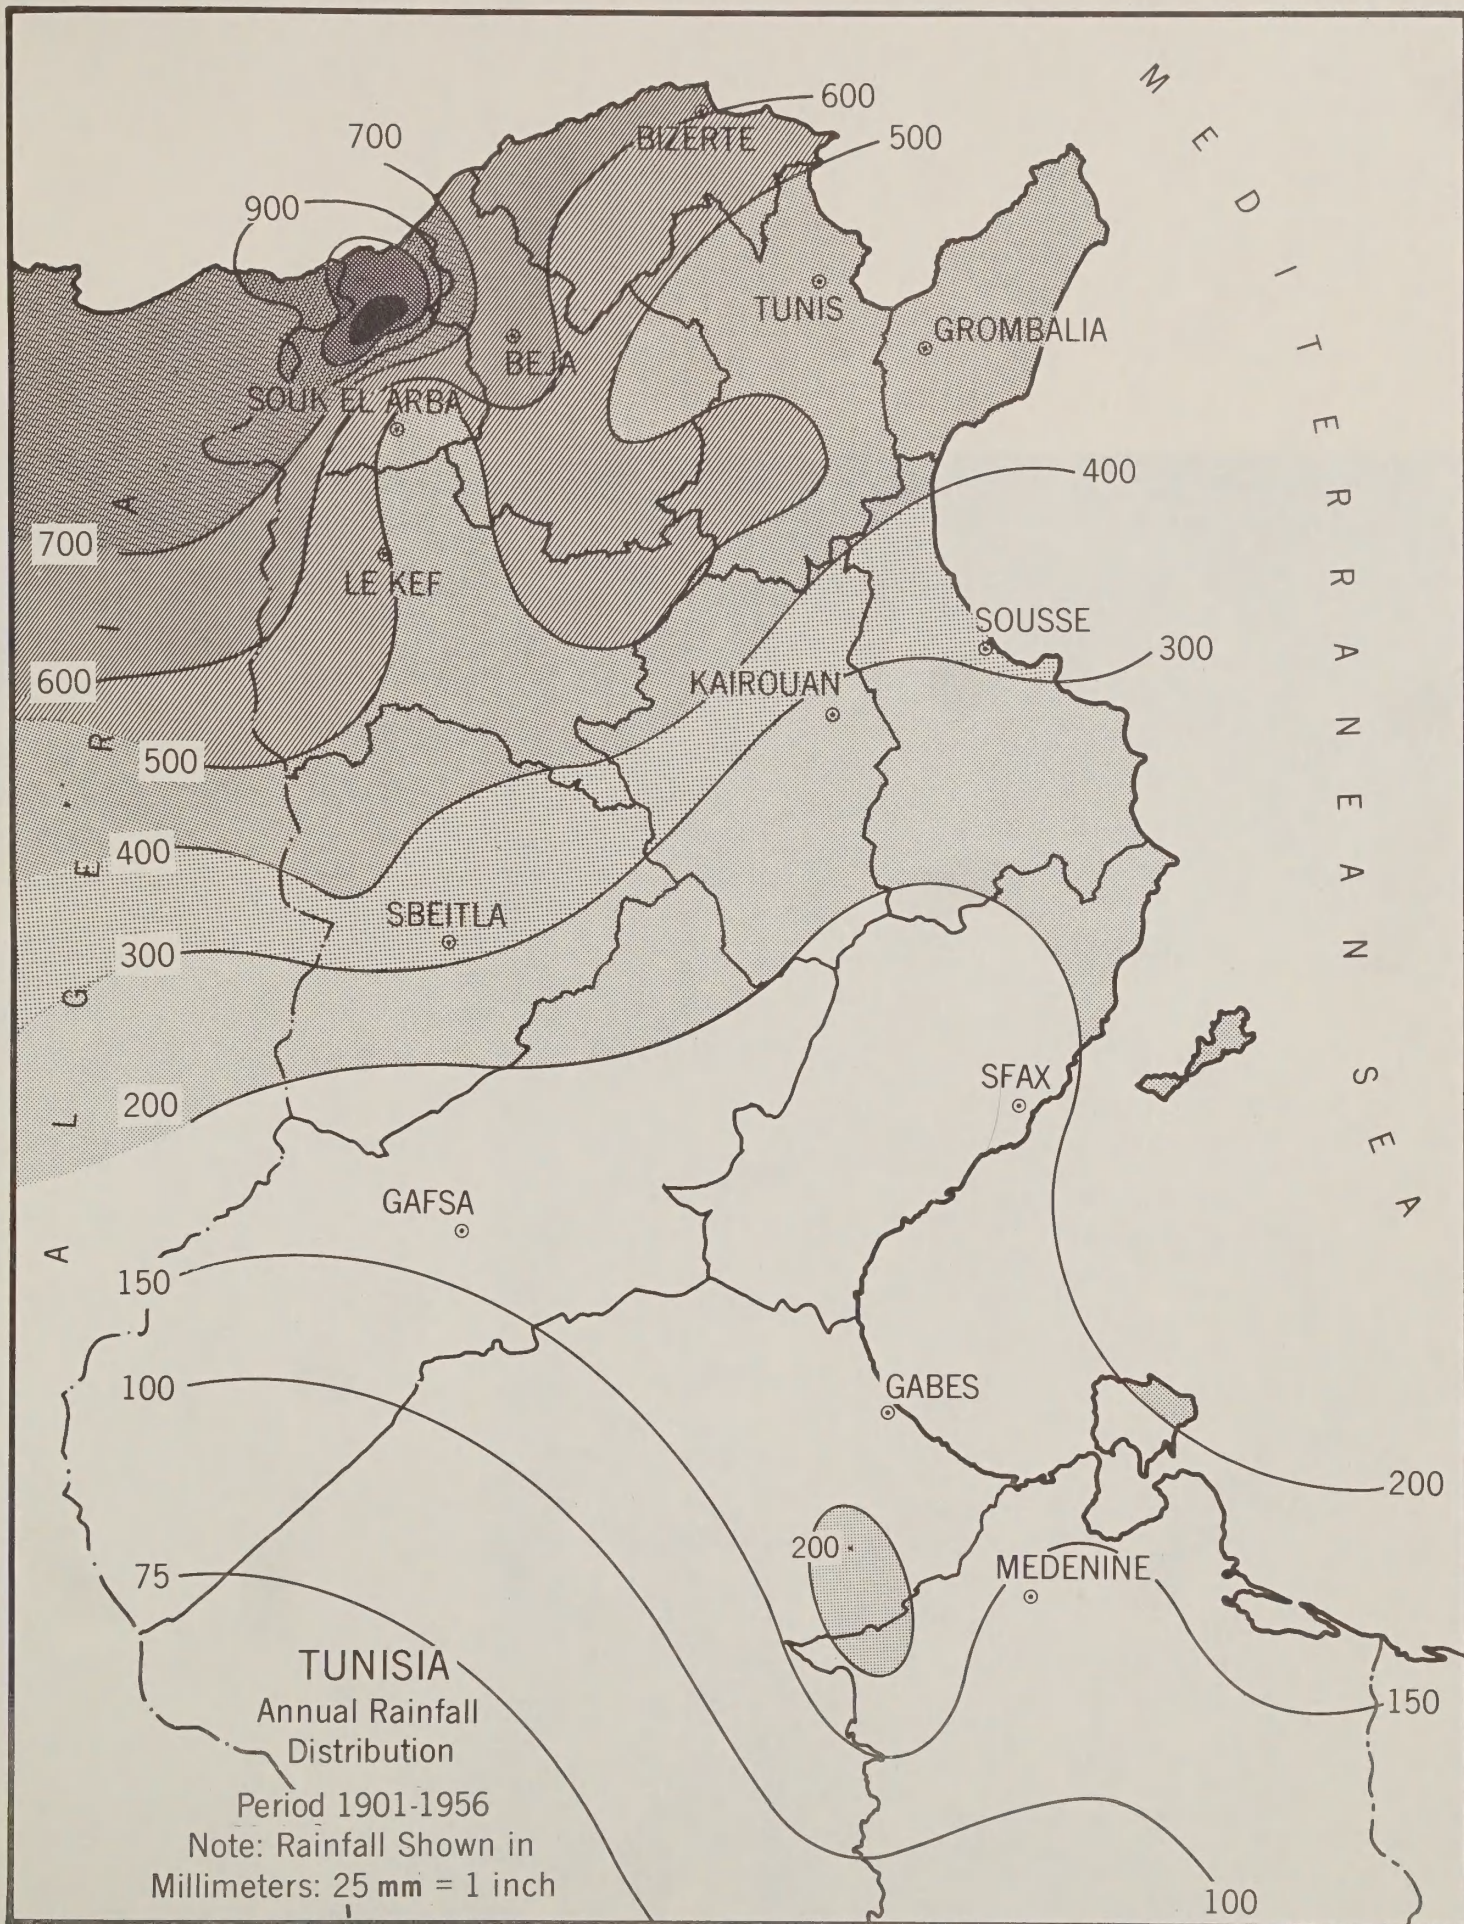 MEDITERRANEAN SEA
600
700
BIZERTE
500
900
TUNIS
GROMBALIA
BEJA
SOUK EL ARBA
400
700
LE KEF
SOUSSE
300
600
KAIROUAN
500
400
SBEITLA
300
ALGERIA
200
SFAX
GAFSA
150
100
GABES
200
200
75
MEDENINE
TUNISIA
Annual Rainfall
Distribution
150
Period 1901-1956
Note: Rainfall Shown in
Millimeters: 25 mm = 1 inch
100